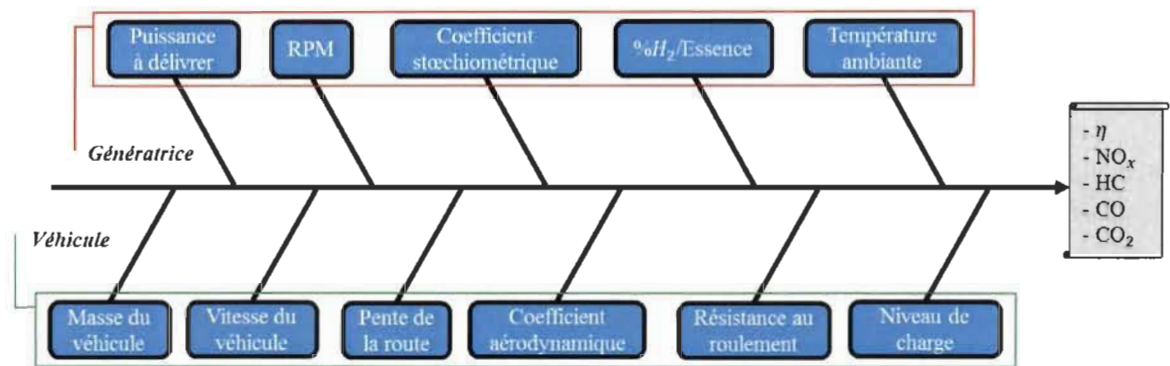 Puissance
à délivrer
RPM
Coefficient
stœchiométrique
%H₂/Essence
Température
ambiante
Génératrice
- η
- NOₓ
- HC
- CO
- CO₂
Véhicule
Masse du
véhicule
Vitesse du
véhicule
Pente de
la route
Coefficient
aérodynamique
Résistance au
roulement
Niveau de
charge